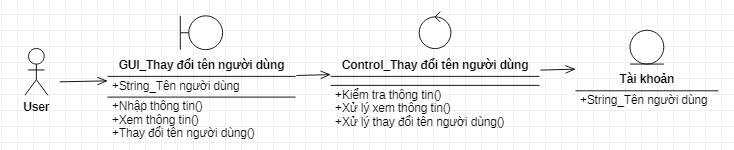 User
GUI_Thay đổi tên người dùng
+String_Tên người dùng
+Nhập thông tin()
+Xem thông tin()
+Thay đổi tên người dùng()
Control_Thay đổi tên người dùng
+Kiểm tra thông tin()
+Xử lý xem thông tin()
+Xử lý thay đổi tên người dùng()
Tài khoản
+String_Tên người dùng